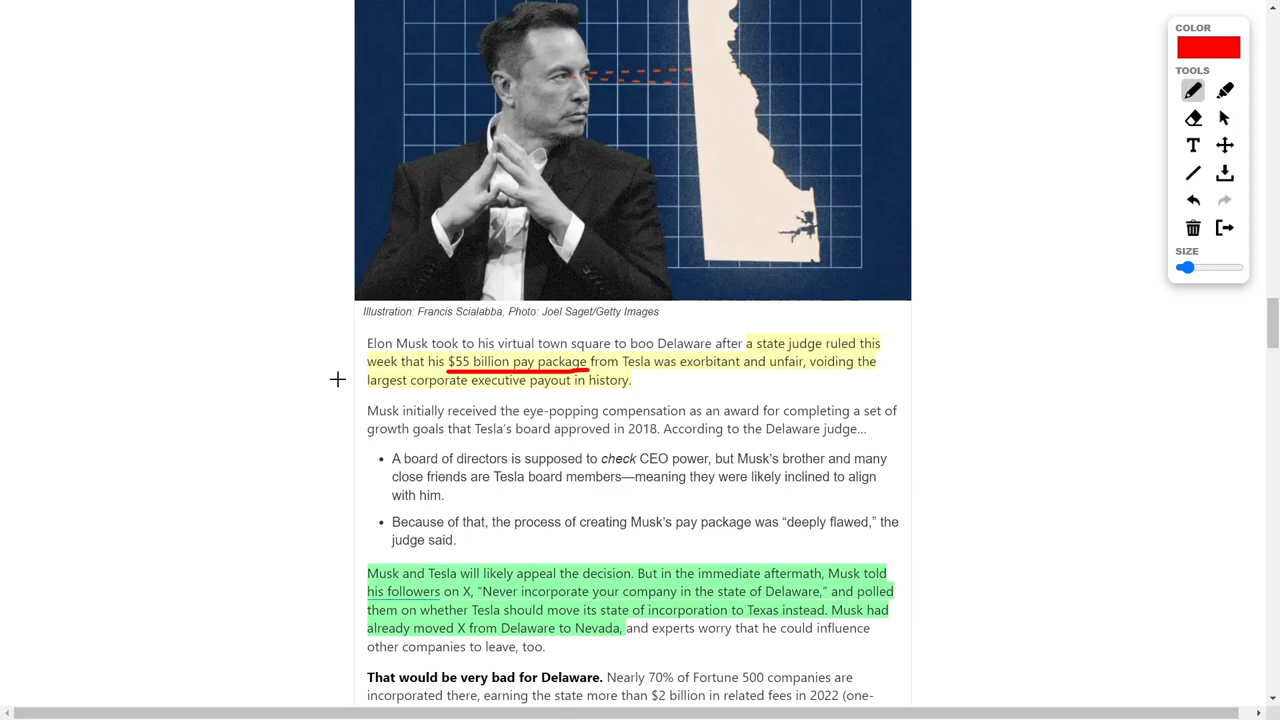 COLOR
TOOLS
T
SIZE
Illustration: Francis Scialabba, Photo: Joel Saget/Getty Images
Elon Musk took to his virtual town square to boo Delaware after a state judge ruled this
week that his $55 billion pay package from Tesla was exorbitant and unfair, voiding the
largest corporate executive payout in history.
Musk initially received the eye-popping compensation as an award for completing a set of
growth goals that Tesla’s board approved in 2018. According to the Delaware judge…
• A board of directors is supposed to check CEO power, but Musk’s brother and many
close friends are Tesla board members—meaning they were likely inclined to align
with him.
• Because of that, the process of creating Musk’s pay package was “deeply flawed,” the
judge said.
Musk and Tesla will likely appeal the decision. But in the immediate aftermath, Musk told
his followers on X, “Never incorporate your company in the state of Delaware,” and polled
them on whether Tesla should move its state of incorporation to Texas instead. Musk had
already moved X from Delaware to Nevada, and experts worry that he could influence
other companies to leave, too.
That would be very bad for Delaware. Nearly 70% of Fortune 500 companies are
incorporated there, earning the state more than $2 billion in related fees in 2022 (one-